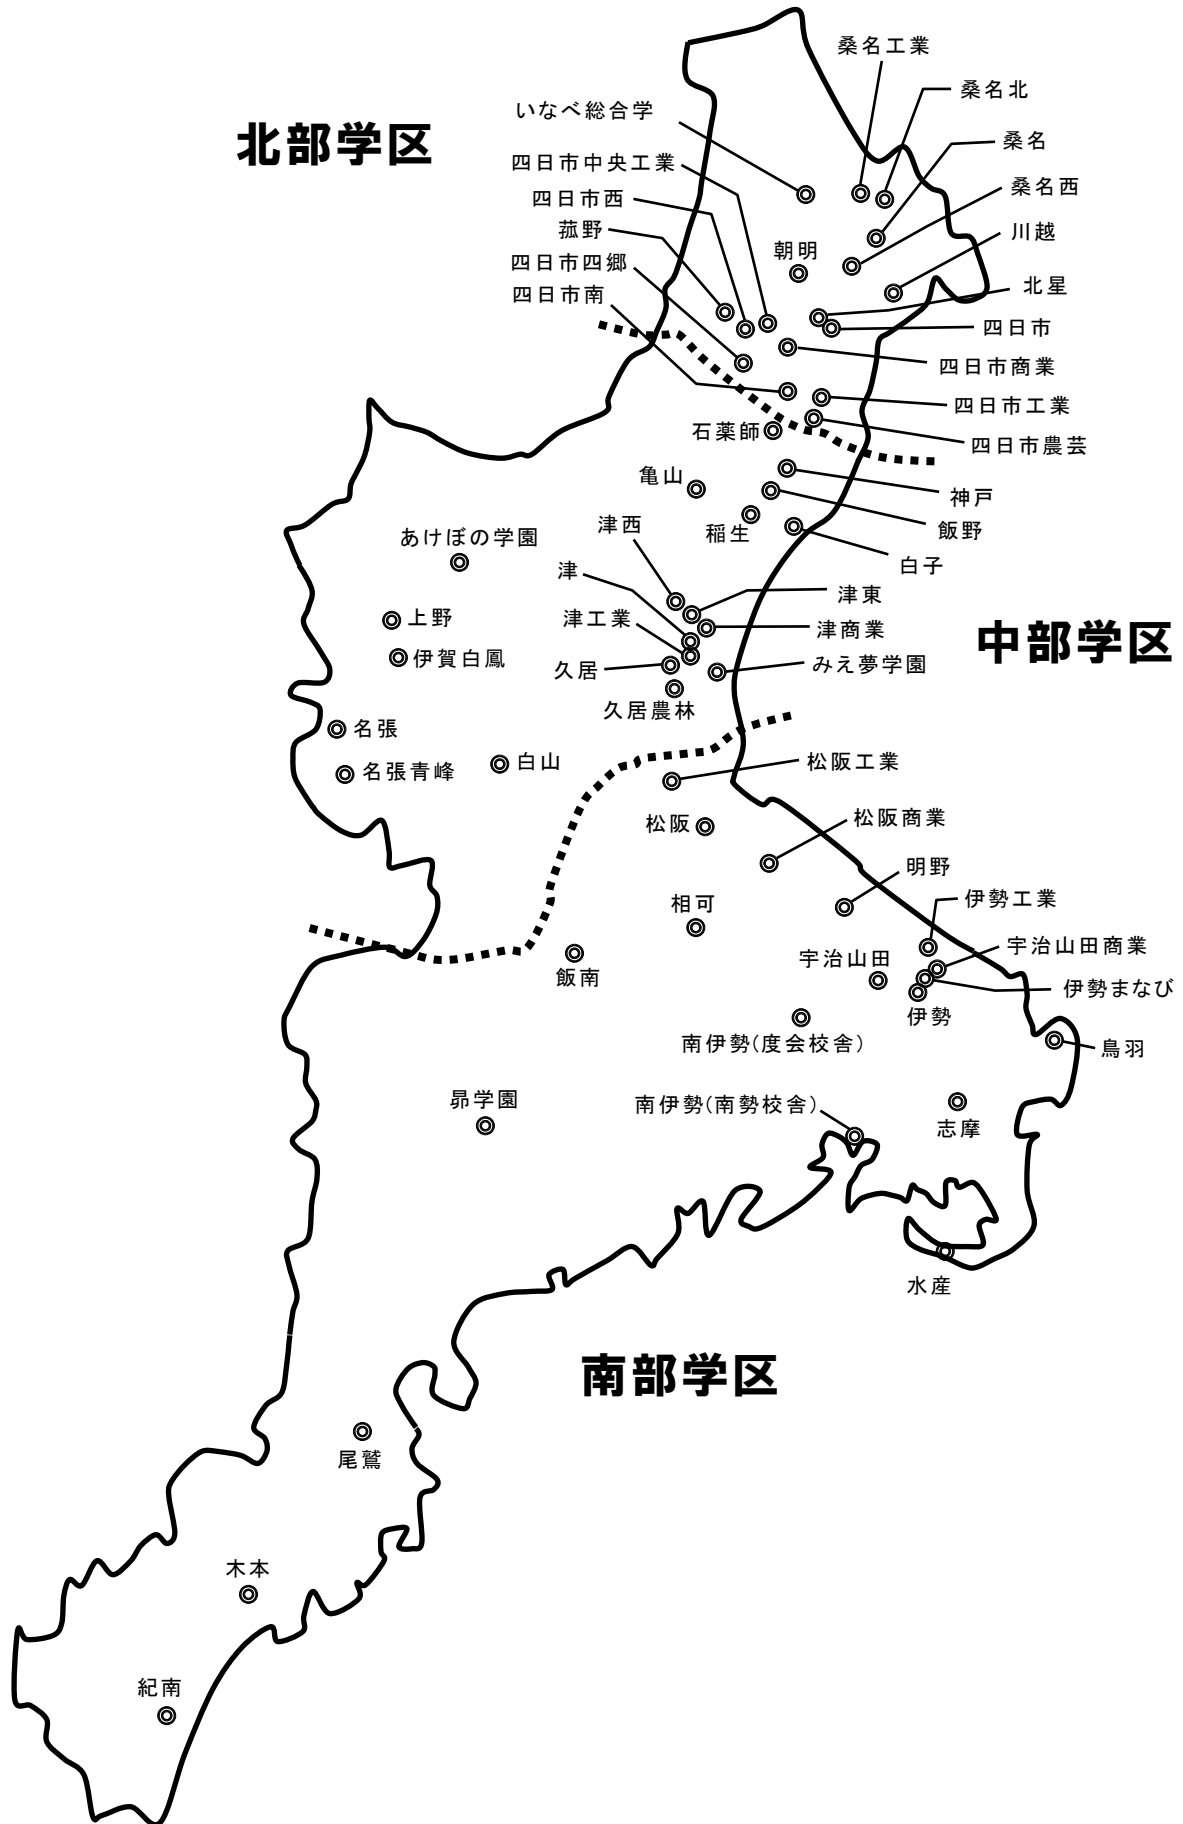 桑名工業
桑名北
いなべ総合学
北部学区
桑名
四日市中央工業
桑名西
四日市西
菰野
川越
朝明
四日市四郷
北星
四日市南
四日市
四日市商業
四日市工業
石薬師
四日市農芸
亀山
神戸
津西
飯野
稲生
あけぼの学園
白子
津
津東
上野
津工業
津商業
中部学区
伊賀白鳳
久居
みえ夢学園
久居農林
名張
白山
松阪工業
名張青峰
松阪商業
松阪
明野
伊勢工業
相可
宇治山田商業
宇治山田
飯南
伊勢まなび
伊勢
南伊勢(度会校舎)
鳥羽
昴学園
南伊勢(南勢校舎)
志摩
水産
南部学区
尾鷲
木本
紀南